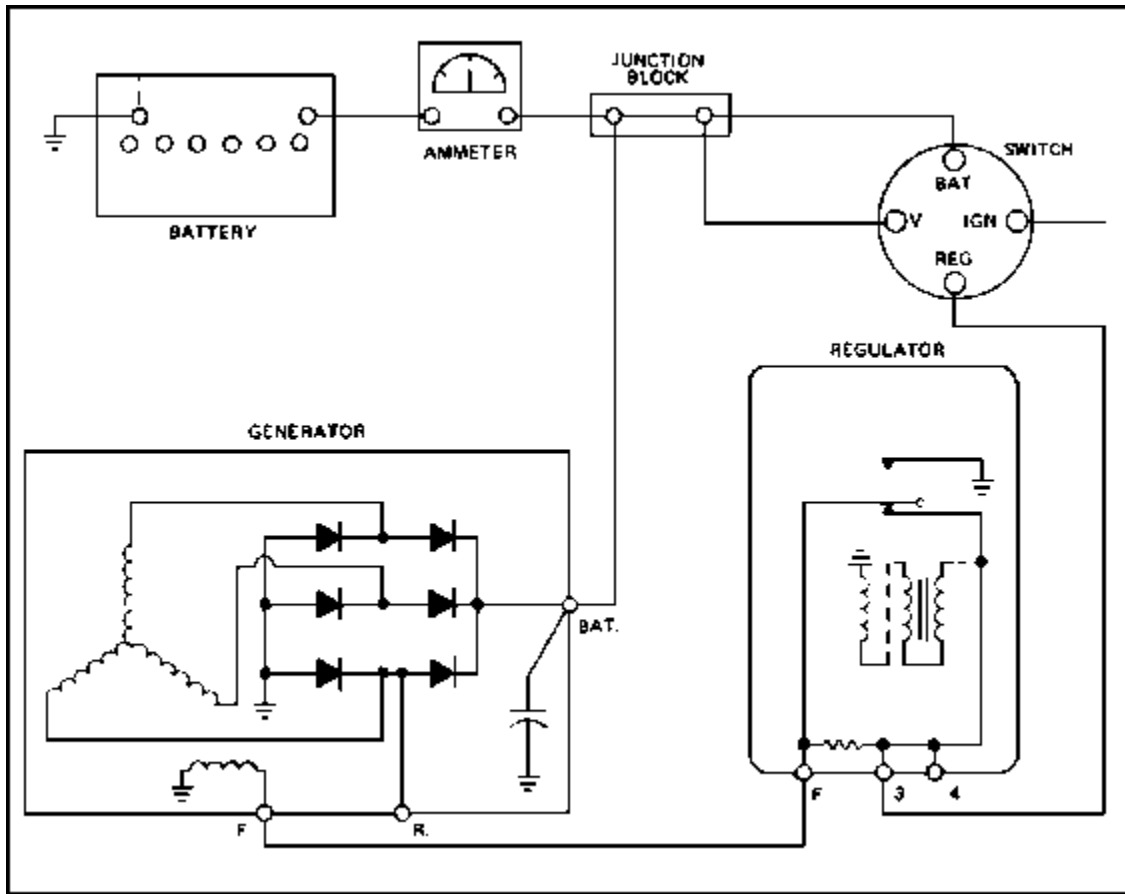 JUNCTION
BLOCK
AMMETER
SWITCH
BAT
V
IGN
REG
BATTERY
REGULATOR
GENERATOR
BAT.
F
R.
F
3
4